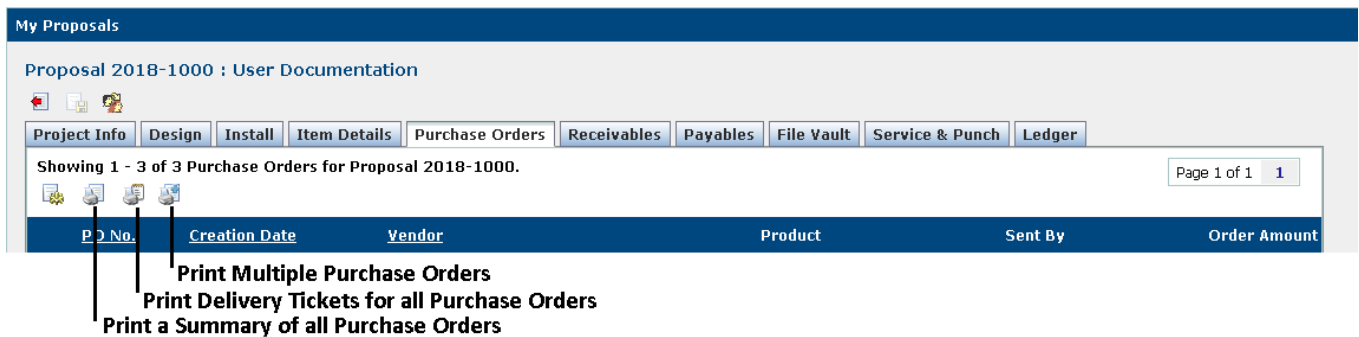 My Proposals
Proposal 2018-1000 : User Documentation
Project Info Design Install Item Details Purchase Orders Receivables Payables File Vault Service & Punch Ledger
Showing 1 - 3 of 3 Purchase Orders for Proposal 2018-1000.
Page 1 of 1 1
PO No. Creation Date Vendor Product Sent By Order Amount
Print Multiple Purchase Orders
Print Delivery Tickets for all Purchase Orders
Print a Summary of all Purchase Orders